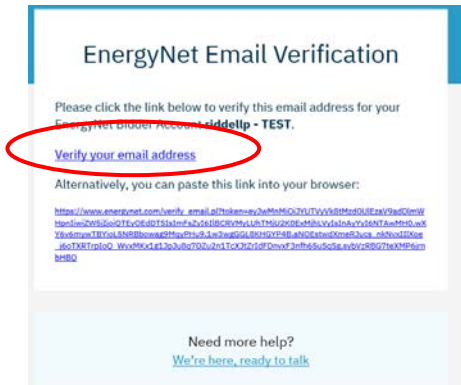 EnergyNet Email Verification
Please click the link below to verify this email address for your
EnergyNet Bidder Account riddellp - TEST.
Verify your email address
Alternatively, you can paste this link into your browser:
Need more help?
We're here, ready to talk